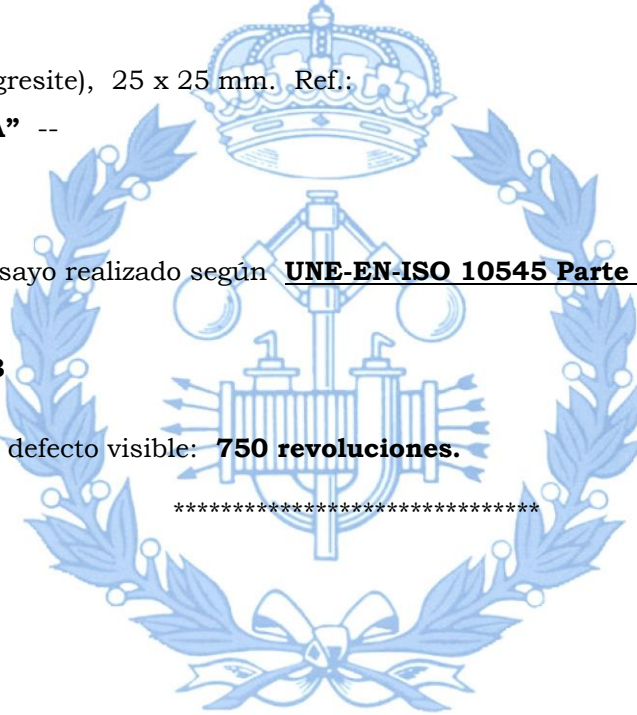 gresite), 25 x 25 mm. Ref.:
A” --
sayo realizado según UNE-EN-ISO 10545 Parte
3
defecto visible: 750 revoluciones.
*******************************